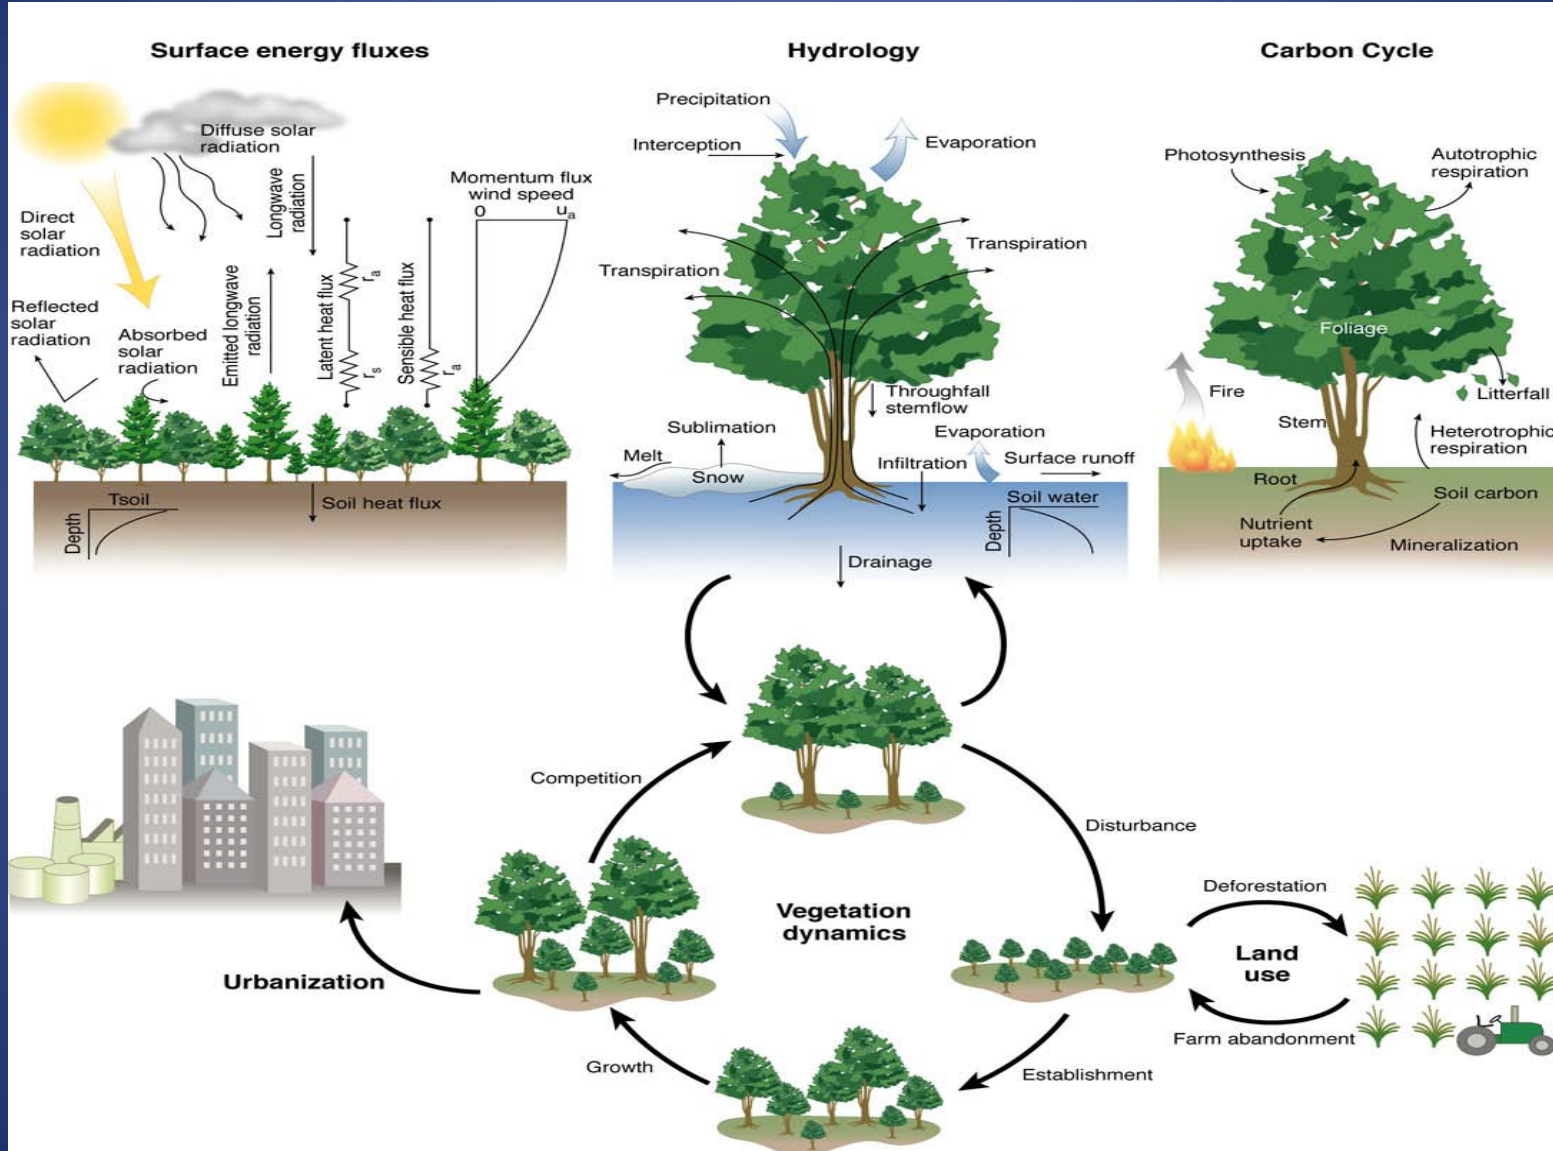 Surface energy fluxes
Diffuse solar
radiation
Longwave
radiation
Momentum flux
wind speed
0
ua
Direct
solar
radiation
Reflected
solar
radiation
Absorbed
solar
radiation
Emitted longwave
radiation
Latent heat flux
ra
rs
Sensible heat flux
ra
Tsoil
Depth
Soil heat flux
Hydrology
Precipitation
Interception
Evaporation
Transpiration
Transpiration
Throughfall
stemflow
Sublimation
Evaporation
Melt
Snow
Infiltration
Surface runoff
Soil water
Depth
Drainage
Carbon Cycle
Photosynthesis
Autotrophic
respiration
Foliage
Fire
Litterfall
Stem
Heterotrophic
respiration
Root
Soil carbon
Nutrient
uptake
Mineralization
Competition
Disturbance
Vegetation
dynamics
Deforestation
Land
use
Farm abandonment
Urbanization
Growth
Establishment